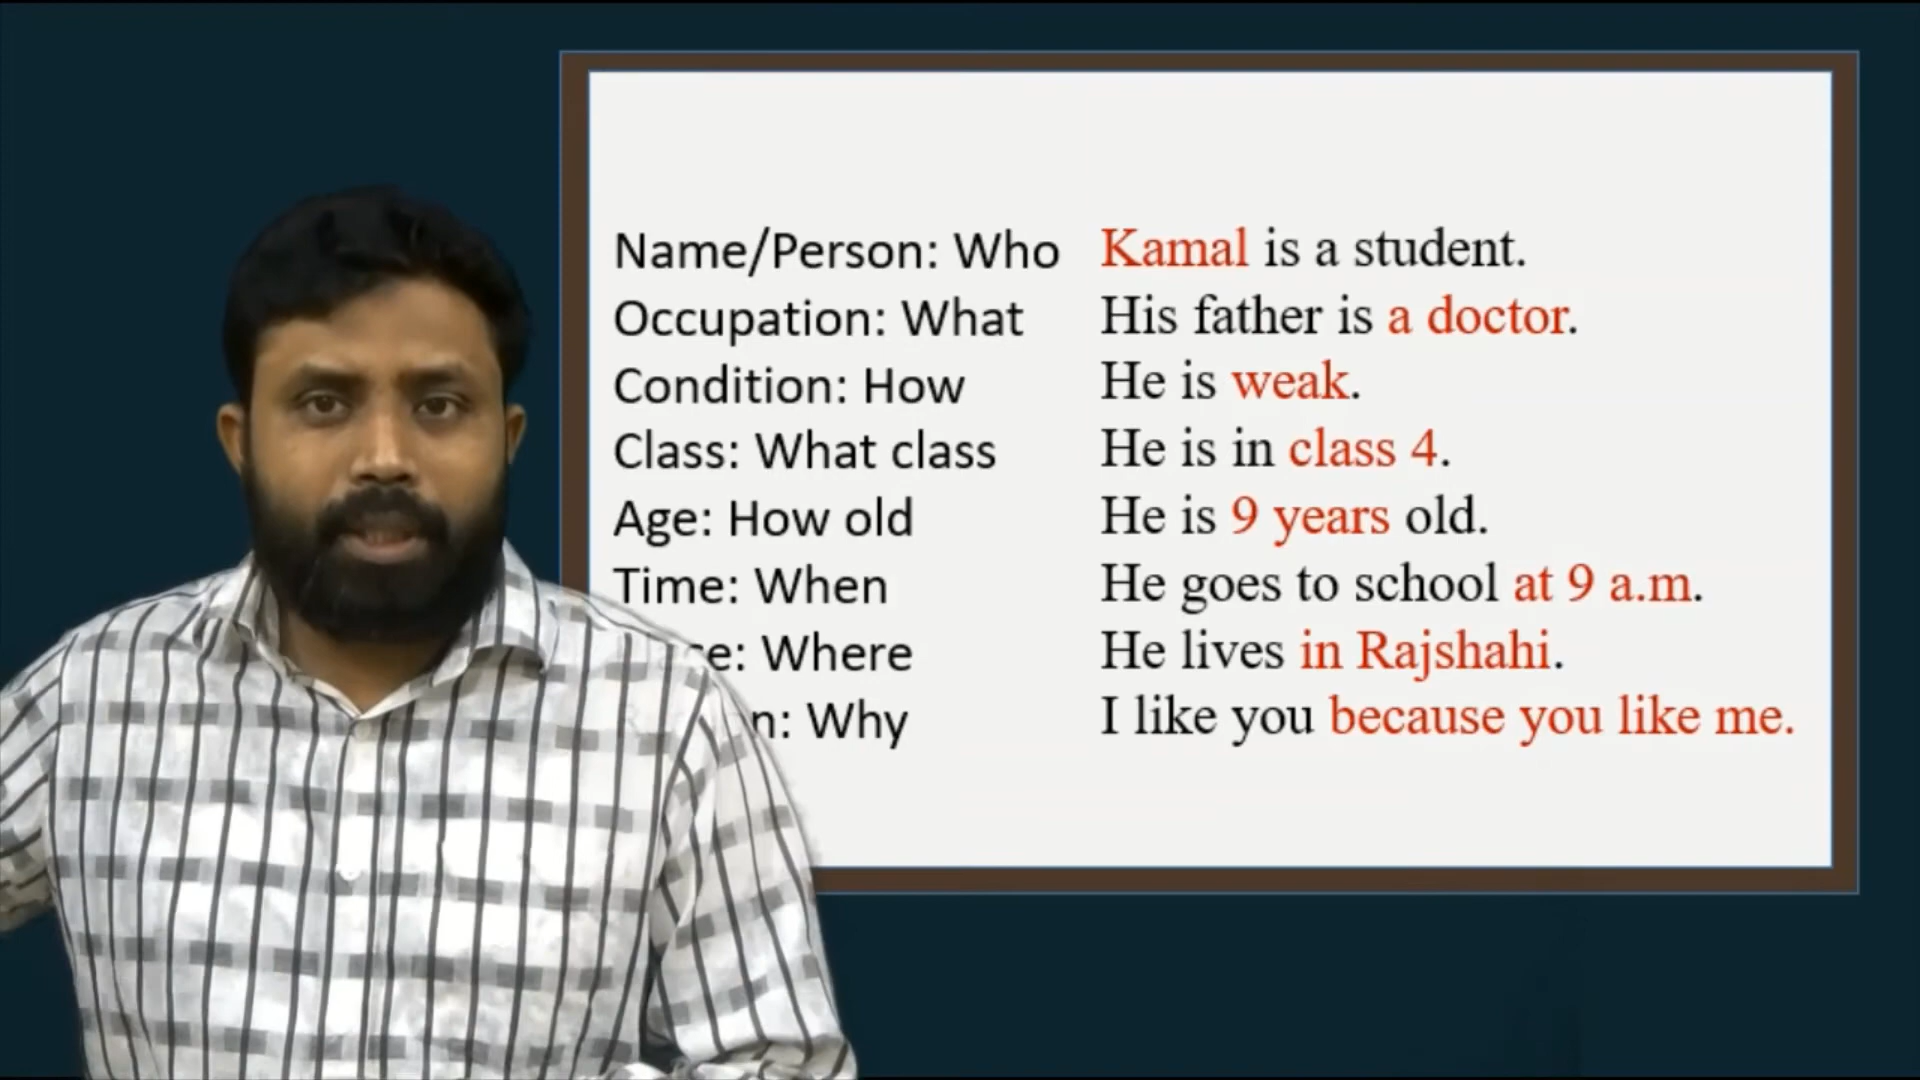 Name/Person: Who Kamal is a student.
Occupation: What His father is a doctor.
Condition: How He is weak.
Class: What class He is in class 4.
Age: How old He is 9 years old.
Time: When He goes to school at 9 a.m.
Where He lives in Rajshahi.
Why I like you because you like me.